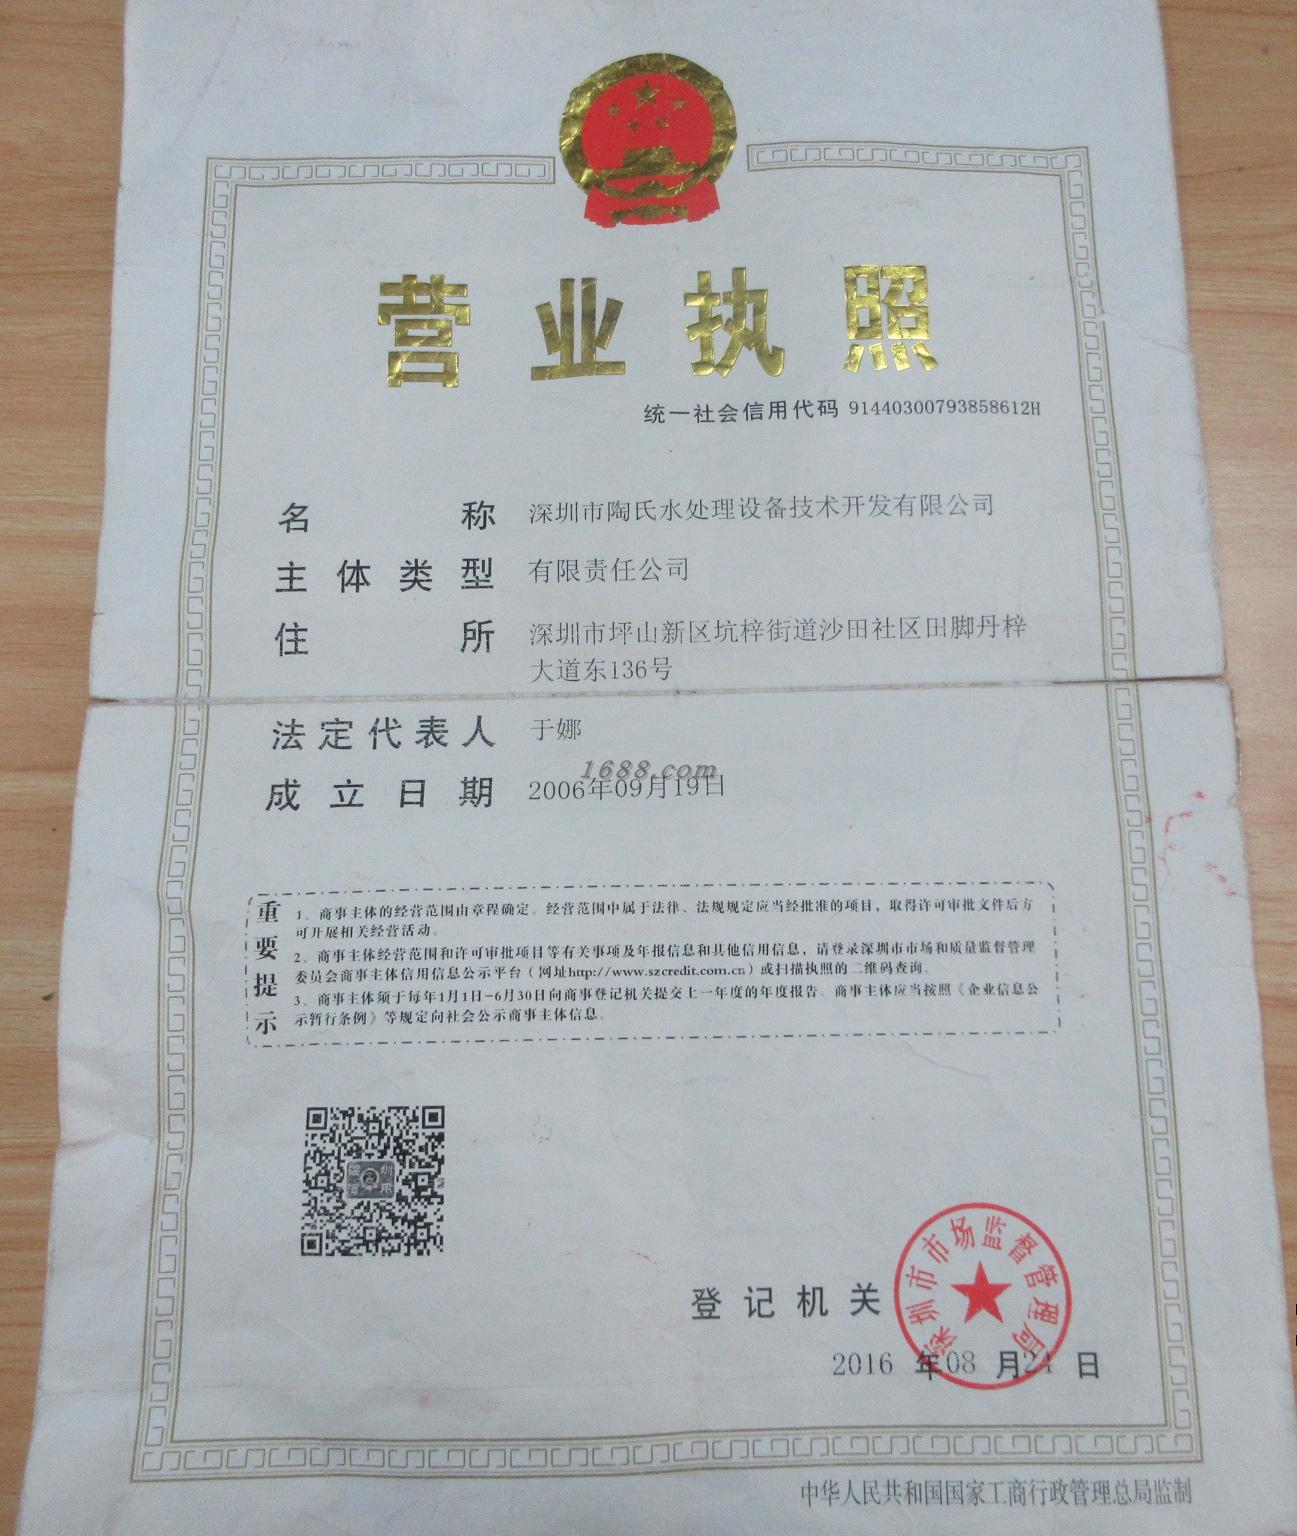 营业执照
统一社会信用代码 91440300793858612H
名称 深圳市陶氏水处理设备技术开发有限公司
主体类型 有限责任公司
住所 深圳市坪山新区坑梓街道沙田社区田脚丹梓
大道东136号
法定代表人 于娜
1688.com
成立日期 2006年09月19日
重要提示
1、商事主体的经营范围由章程确定。经营范围中属于法律、法规规定应当经批准的项目，取得许可审批文件后方
可开展相关经营活动。
2、商事主体经营范围和许可审批项目等有关事项及年报信息和其他信用信息，请登录深圳市市场和质量监督管理
委员会商事主体信用信息公示平台（网址http://www.szcredit.com.cn）或扫描执照的二维码查询。
3、商事主体须于每年1月1日-6月30日向商事登记机关提交上一年度的年度报告。商事主体应当按照《企业信息公
示暂行条例》等规定向社会公示商事主体信息。
登记机关
深圳市市场监督管理局
2016 年08 月24 日
中华人民共和国国家工商行政管理总局监制